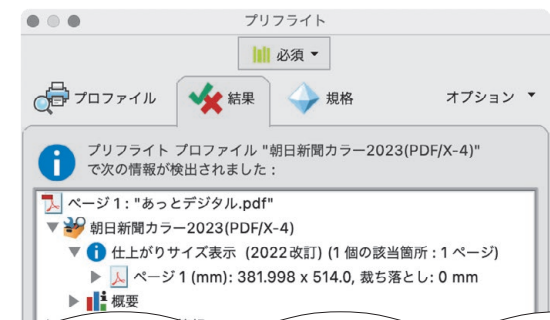 プリフライト
必須
プロファイル
結果
規格
オプション
プリフライト プロファイル "朝日新聞カラー2023(PDF/X-4)"
で次の情報が検出されました：
ページ 1："あっとデジタル.pdf"
朝日新聞カラー2023(PDF/X-4)
仕上がりサイズ表示（2022改訂) (1 個の該当箇所：1 ページ)
ページ 1 (mm): 381.998 x 514.0, 裁ち落とし: 0 mm
概要